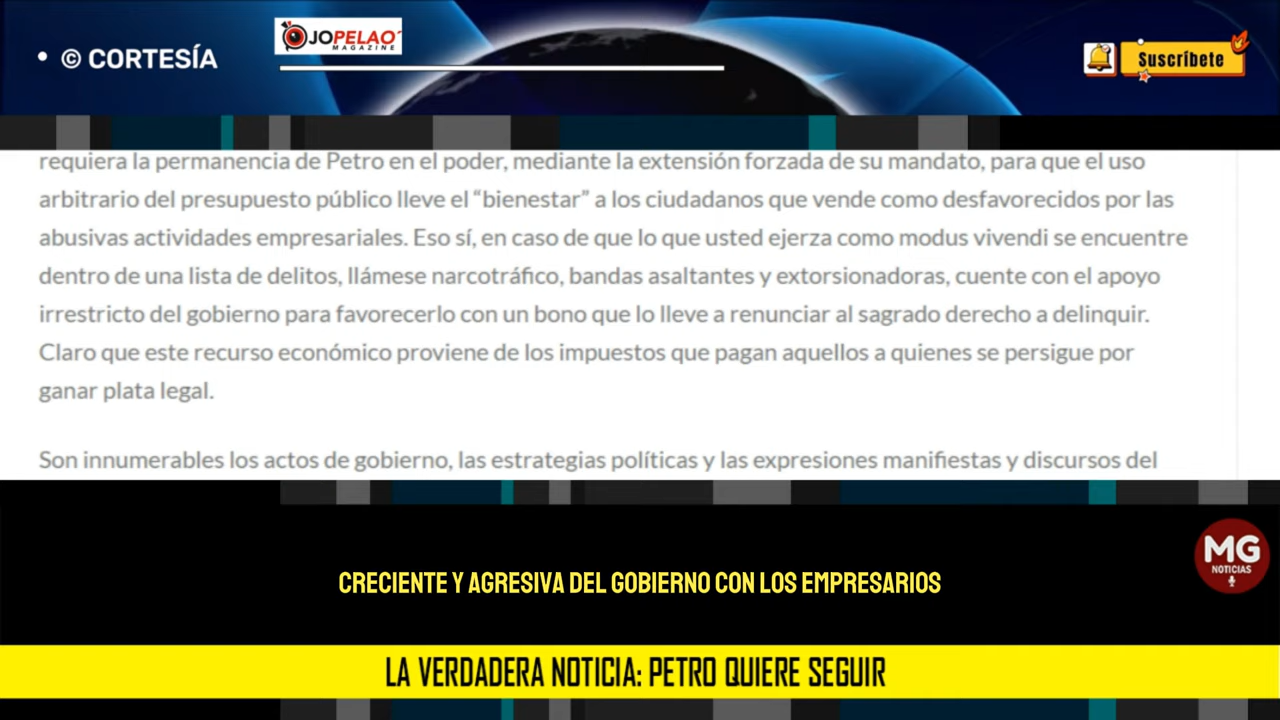 • © CORTESÍA
OJOPELAO´
MAGAZINE
Suscríbete
requiera la permanencia de Petro en el poder, mediante la extensión forzada de su mandato, para que el uso
arbitrario del presupuesto público lleve el “bienestar” a los ciudadanos que vende como desfavorecidos por las
abusivas actividades empresariales. Eso sí, en caso de que lo que usted ejerza como modus vivendi se encuentre
dentro de una lista de delitos, llámese narcotráfico, bandas asaltantes y extorsionadoras, cuente con el apoyo
irrestricto del gobierno para favorecerlo con un bono que lo lleve a renunciar al sagrado derecho a delinquir.
Claro que este recurso económico proviene de los impuestos que pagan aquellos a quienes se persigue por
ganar plata legal.
Son innumerables los actos de gobierno, las estrategias políticas y las expresiones manifiestas y discursos del
MG
NOTICIAS
CRECIENTE Y AGRESIVA DEL GOBIERNO CON LOS EMPRESARIOS
LA VERDADERA NOTICIA: PETRO QUIERE SEGUIR